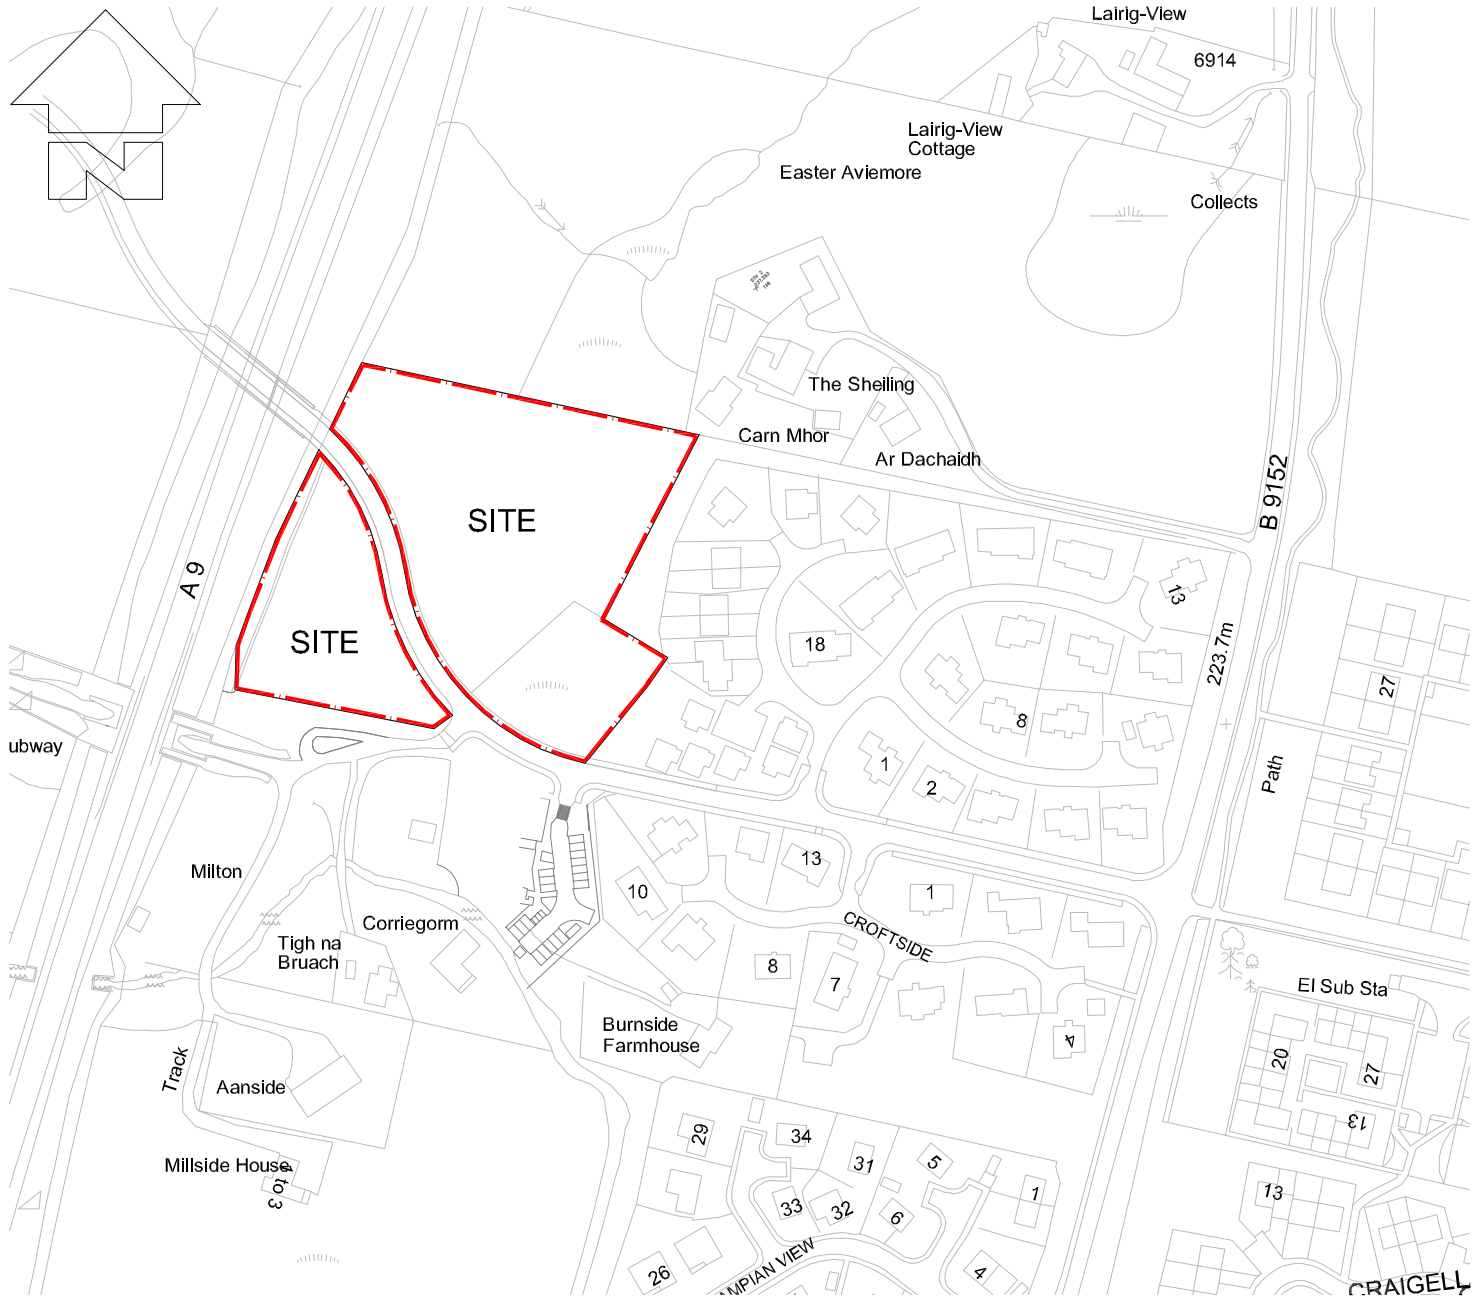 Lairig-View
6914
Lairig-View
Cottage
Easter Aviemore
Collects
N
The Sheiling
Carn Mhor
Ar Dachaidh
B 9152
SITE
A 9
SITE
13
18
223.7m
27
8
ubway
Path
1
2
Milton
13
10
1
Corriegorm
CROFTSIDE
Tigh na
Bruach
8
7
El Sub Sta
Burnside
Farmhouse
4
20
27
Track
Aanside
13
29
34
31
5
Millside House
1 to 3
1
13
33
32
6
26
4
AMPIAN VIEW
CRAIGELL